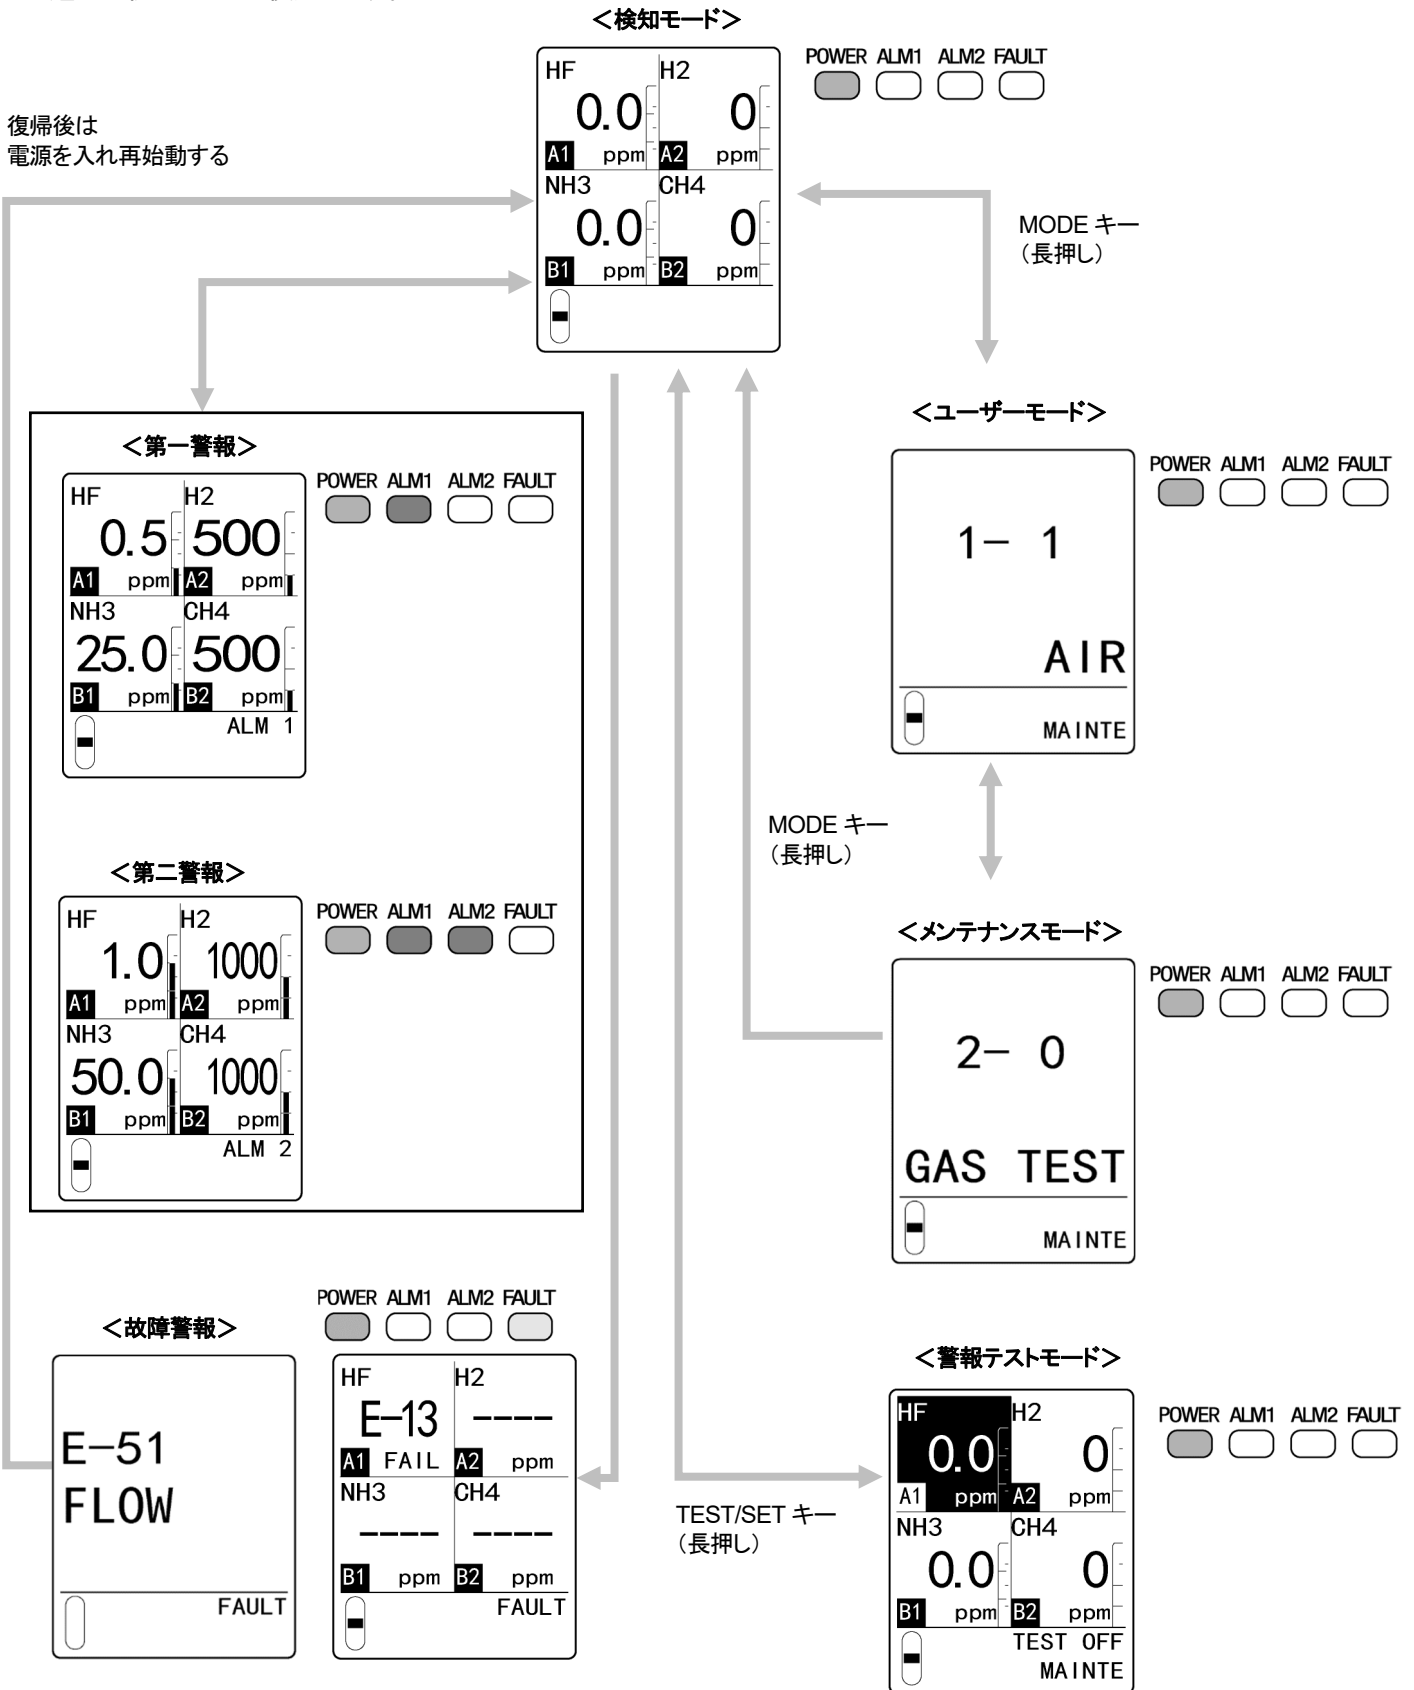 ＜検知モード＞
POWER ALM1 ALM2 FAULT
HF H2
0.0 0
A1 ppm A2 ppm
NH3 CH4
0.0 0
B1 ppm B2 ppm
復帰後は
電源を入れ再始動する
MODE キー
（長押し）
＜第一警報＞
POWER ALM1 ALM2 FAULT
HF H2
0.5 500
A1 ppm A2 ppm
NH3 CH4
25.0 500
B1 ppm B2 ppm
ALM 1
＜ユーザーモード＞
POWER ALM1 ALM2 FAULT
1- 1
AIR
MAINTE
MODE キー
（長押し）
＜第二警報＞
POWER ALM1 ALM2 FAULT
HF H2
1.0 1000
A1 ppm A2 ppm
NH3 CH4
50.0 1000
B1 ppm B2 ppm
ALM 2
＜メンテナンスモード＞
POWER ALM1 ALM2 FAULT
2- 0
GAS TEST
MAINTE
＜故障警報＞
POWER ALM1 ALM2 FAULT
E-51
FLOW
FAULT
HF H2
E-13 ----
A1 FAIL A2 ppm
NH3 CH4
---- ----
B1 ppm B2 ppm
FAULT
TEST/SET キー
（長押し）
＜警報テストモード＞
POWER ALM1 ALM2 FAULT
HF H2
0.0 0
A1 ppm A2 ppm
NH3 CH4
0.0 0
B1 ppm B2 ppm
TEST OFF
MAINTE